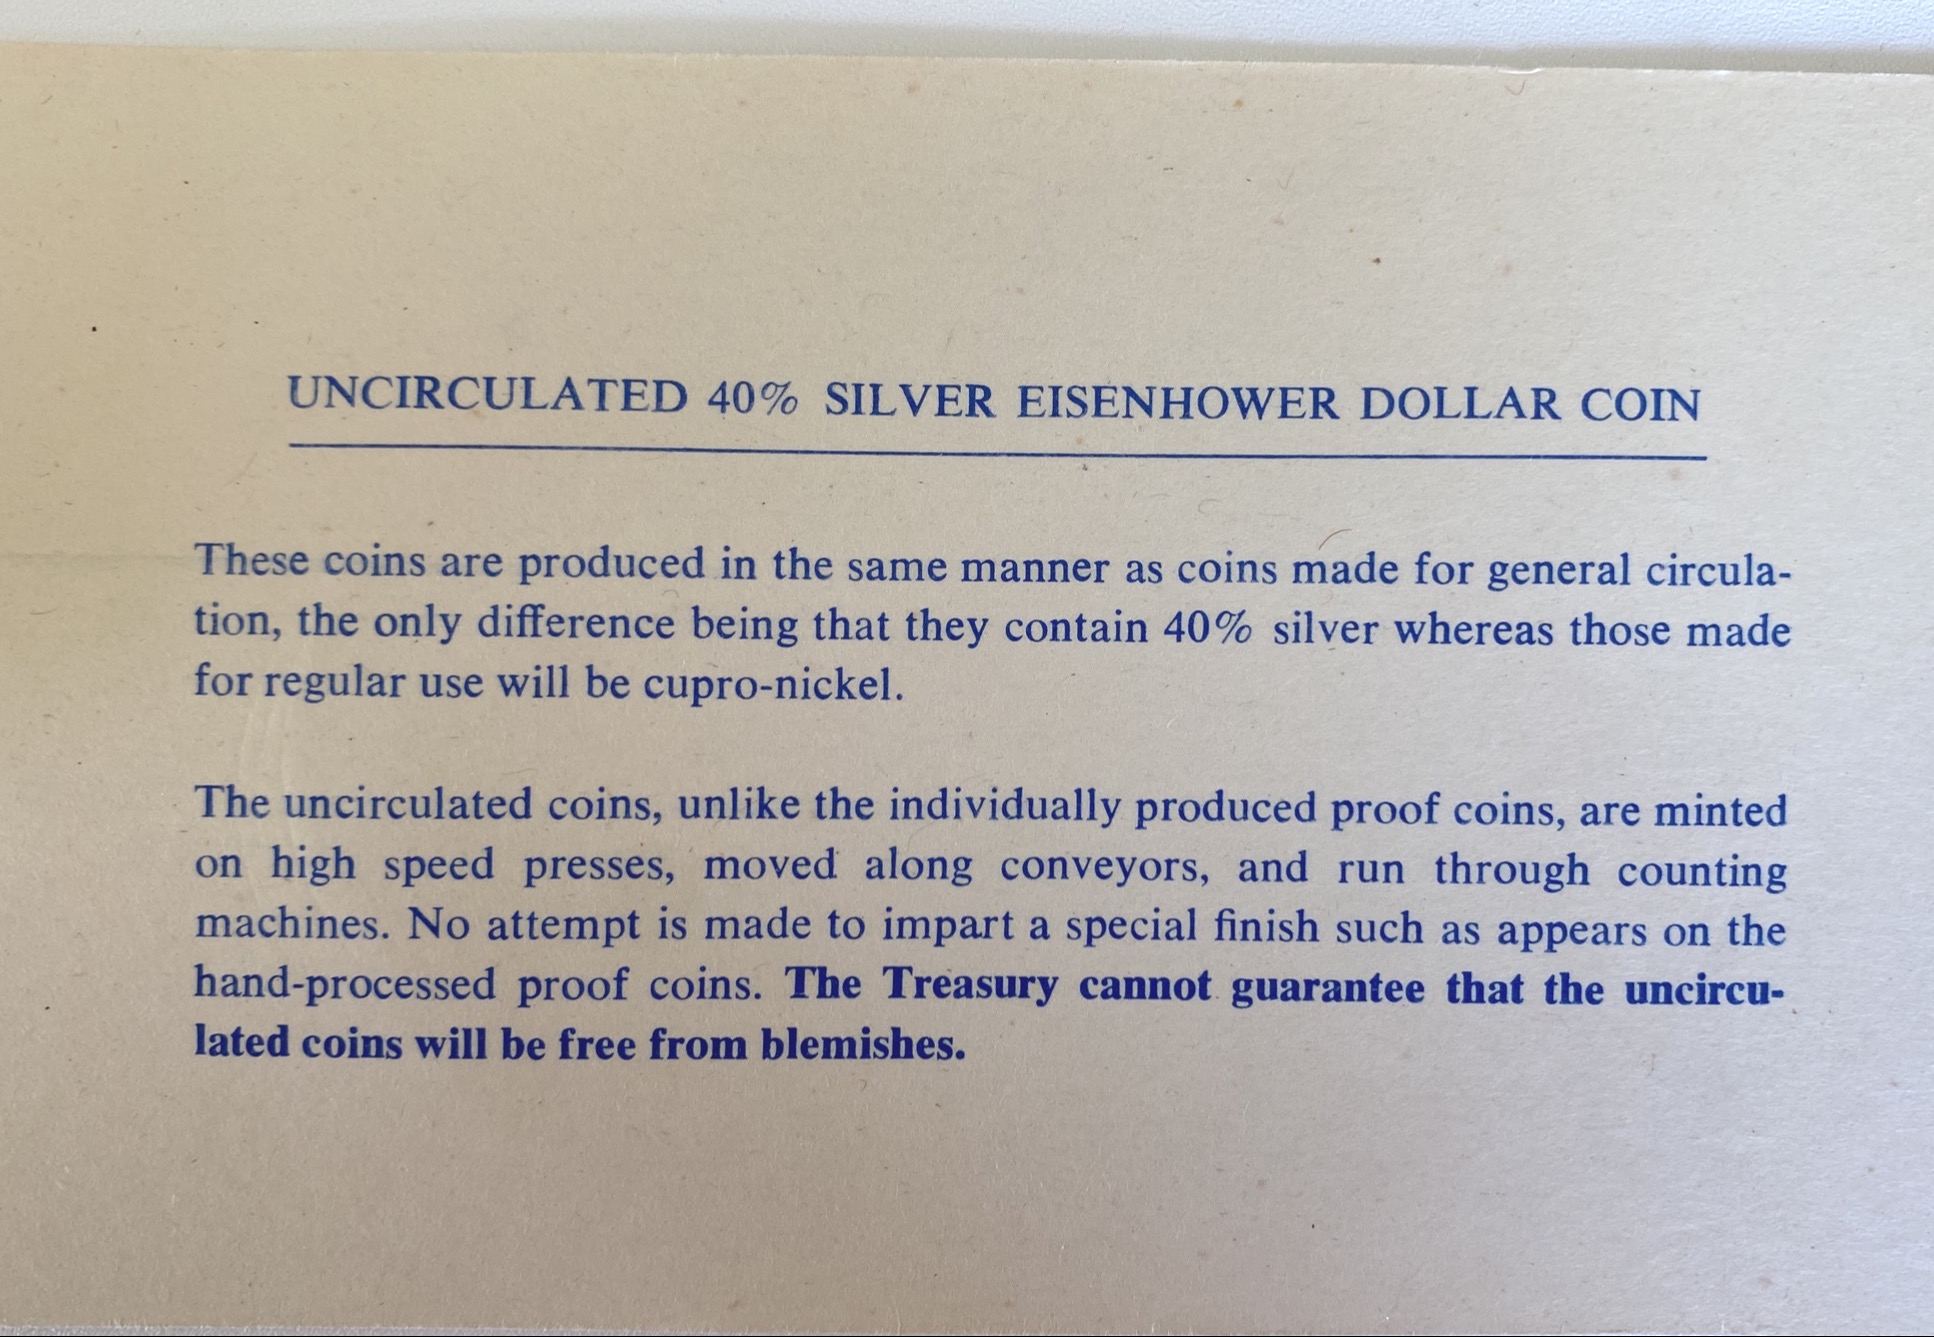 UNCIRCULATED 40% SILVER EISENHOWER DOLLAR COIN
These coins are produced in the same manner as coins made for general circula-
tion, the only difference being that they contain 40% silver whereas those made
for regular use will be cupro-nickel.
The uncirculated coins, unlike the individually produced proof coins, are minted
on high speed presses, moved along conveyors, and run through counting
machines. No attempt is made to impart a special finish such as appears on the
hand-processed proof coins. The Treasury cannot guarantee that the uncircu-
lated coins will be free from blemishes.